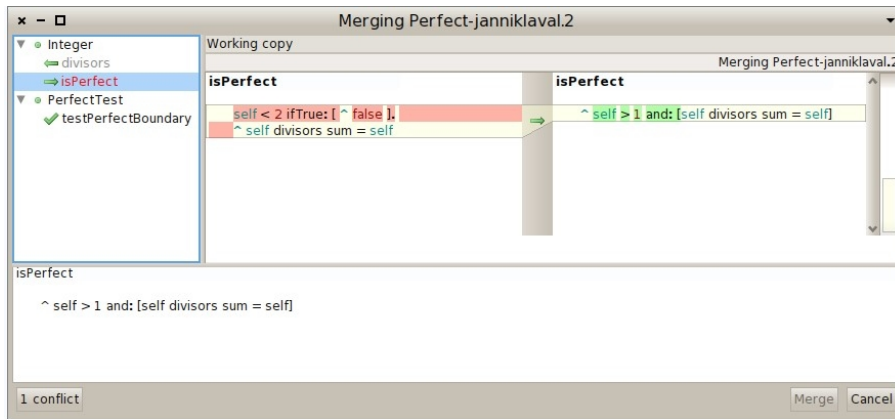 Merging Perfect-janniklaval.2
Integer
divisors
isPerfect
PerfectTest
testPerfectBoundary
Working copy
Merging Perfect-janniklaval.2
isPerfect
self < 2 ifTrue: [ ^ false ].
^ self divisors sum = self
isPerfect
^ self > 1 and: [self divisors sum = self]
isPerfect
^ self > 1 and: [self divisors sum = self]
1 conflict
Merge
Cancel